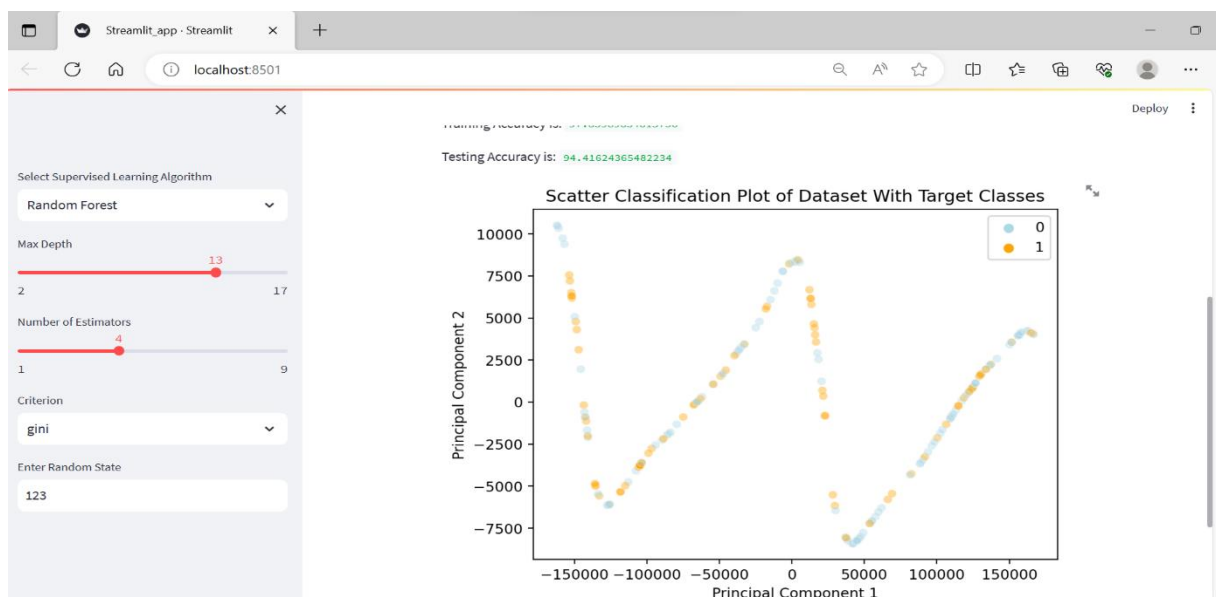 Streamlit_app · Streamlit
localhost:8501
Deploy
Testing Accuracy is: 94.41624365482234
Select Supervised Learning Algorithm
Random Forest
Max Depth
13
2 17
Number of Estimators
4
1 9
Criterion
gini
Enter Random State
123
Scatter Classification Plot of Dataset With Target Classes
0
1
10000
7500
5000
2500
0
−2500
−5000
−7500
Principal Component 2
−150000 −100000 −50000 0 50000 100000 150000
Principal Component 1